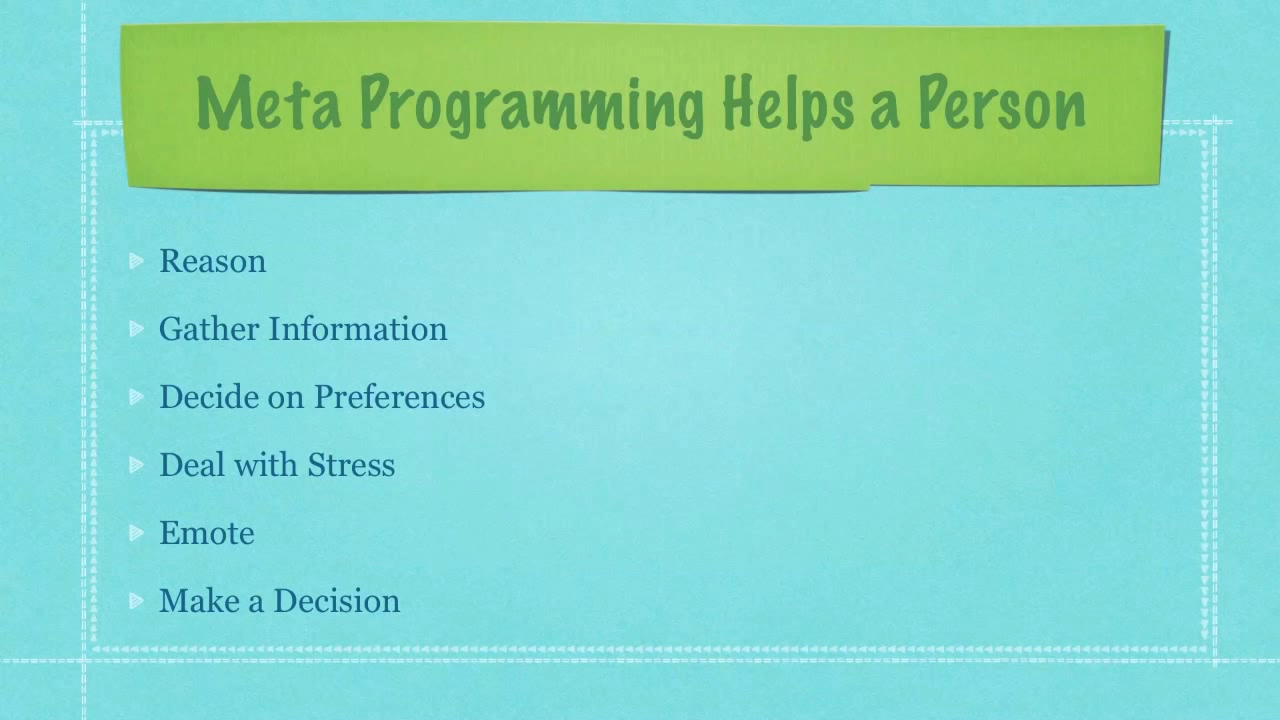 Meta Programming Helps a Person
Reason
Gather Information
Decide on Preferences
Deal with Stress
Emote
Make a Decision